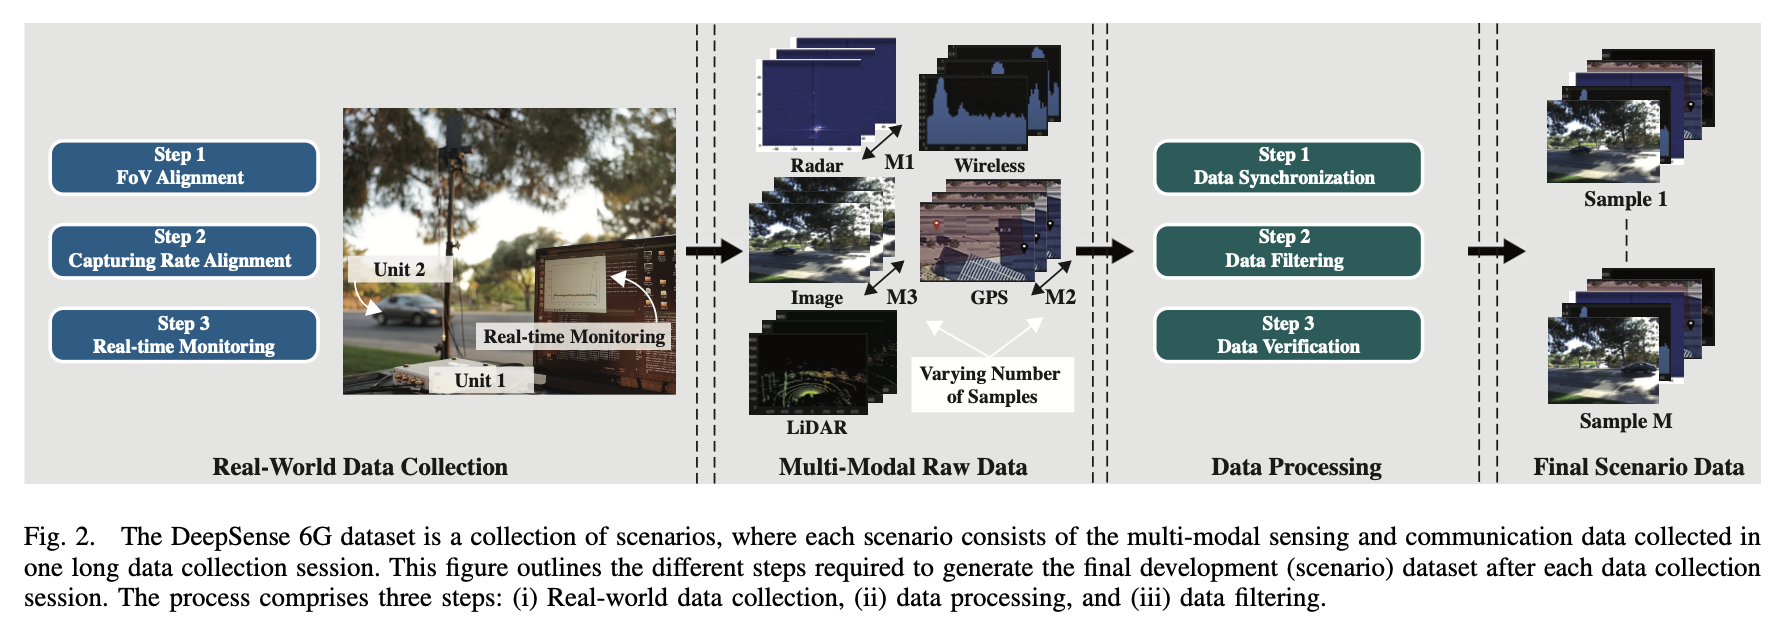 Step 1
FoV Alignment
Step 2
Capturing Rate Alignment
Step 3
Real-time Monitoring
Unit 2
Real-time Monitoring
Unit 1
Real-World Data Collection
Radar
M1
Wireless
Image
M3
GPS
M2
LiDAR
Varying Number
of Samples
Multi-Modal Raw Data
Step 1
Data Synchronization
Step 2
Data Filtering
Step 3
Data Verification
Data Processing
Sample 1
Sample M
Final Scenario Data
Fig. 2. The DeepSense 6G dataset is a collection of scenarios, where each scenario consists of the multi-modal sensing and communication data collected in
one long data collection session. This figure outlines the different steps required to generate the final development (scenario) dataset after each data collection
session. The process comprises three steps: (i) Real-world data collection, (ii) data processing, and (iii) data filtering.